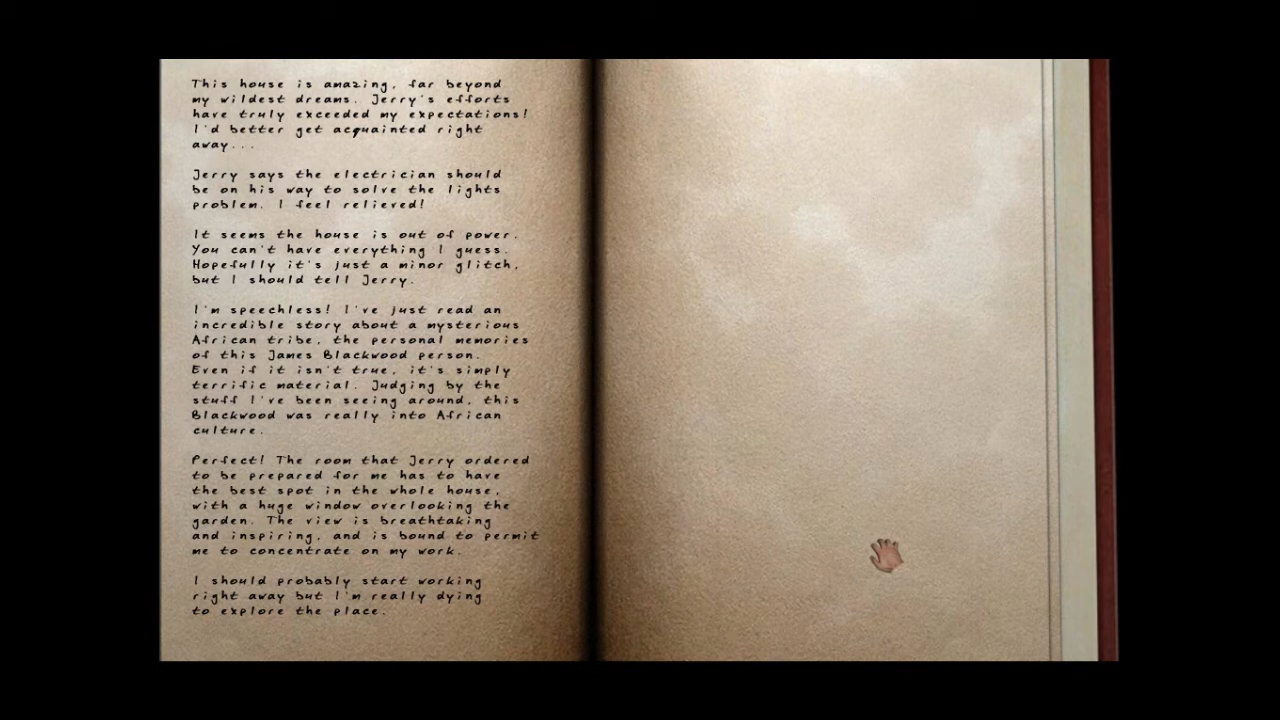 This house is amazing, far beyond
my wildest dreams. Jerry's efforts
have truly exceeded my expectations!
I'd better get acquainted right
away...
Jerry says the electrician should
be on his way to solve the lights
problem. I feel relieved!
It seems the house is out of power.
You can't have everything I guess.
Hopefully it's just a minor glitch,
but I should tell Jerry.
I'm speechless! I've just read an
incredible story about a mysterious
African tribe, the personal memories
of this James Blackwood person.
Even if it isn't true, it's simply
terrific material. Judging by the
stuff I've been seeing around, this
Blackwood was really into African
culture.
Perfect! The room that Jerry ordered
to be prepared for me has to have
the best spot in the whole house,
with a huge window overlooking the
garden. The view is breathtaking
and inspiring, and is bound to permit
me to concentrate on my work.
I should probably start working
right away but I'm really dying
to explore the place.